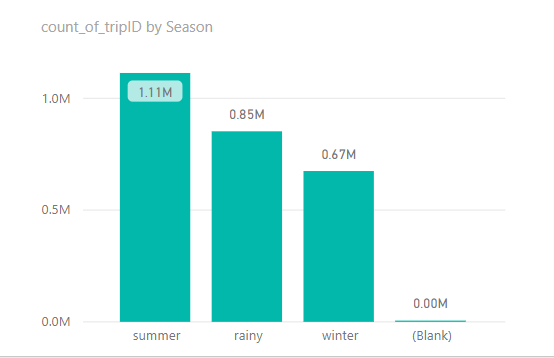 count_of_tripID by Season
1.11M
1.0M
0.85M
0.67M
0.5M
0.00M
0.0M
summer rainy winter (Blank)